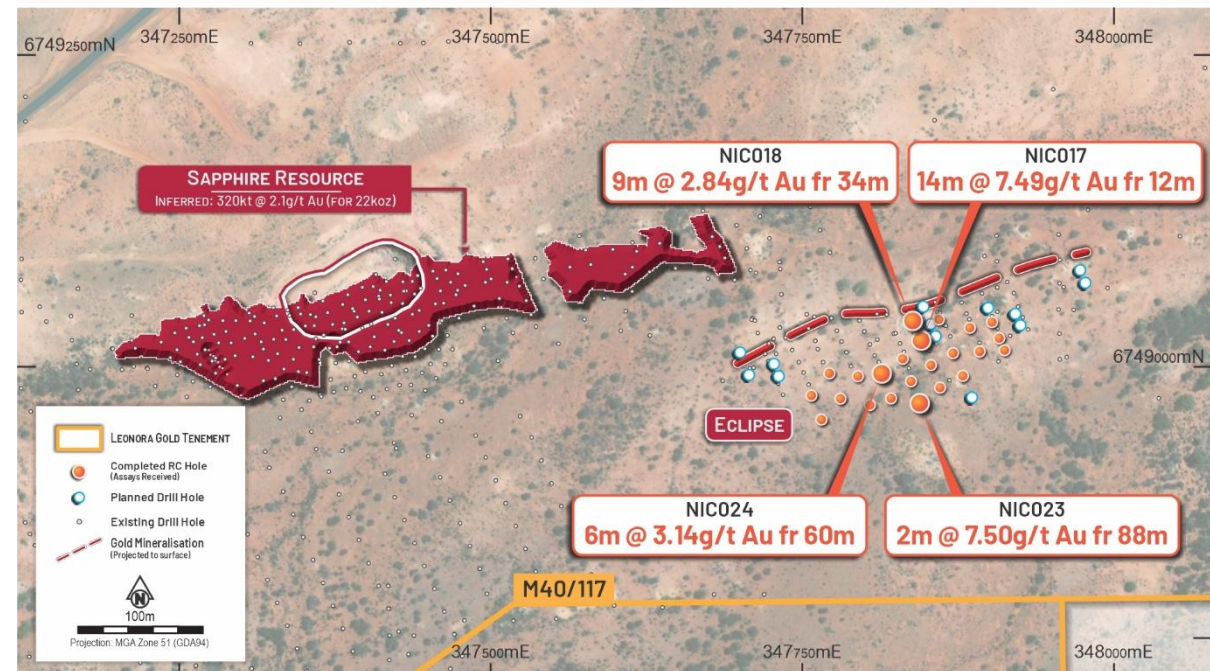 6749250mN
347250mE
347500mE
347750mE
348000mE
SAPPHIRE RESOURCE
INFERRED: 320kt @ 2.1g/t Au (FOR 22koz)
NIC018
9m @ 2.84g/t Au fr 34m
NIC017
14m @ 7.49g/t Au fr 12m
6749000mN
ECLIPSE
NIC024
6m @ 3.14g/t Au fr 60m
NIC023
2m @ 7.50g/t Au fr 88m
LEONORA GOLD TENEMENT
Completed RC Hole
(Assays Received)
Planned Drill Hole
Existing Drill Hole
Gold Mineralisation
(Projected to surface)
N
100m
Projection: MGA Zone 51 (GDA94)
M40/117
347500mE
347750mE
348000mE